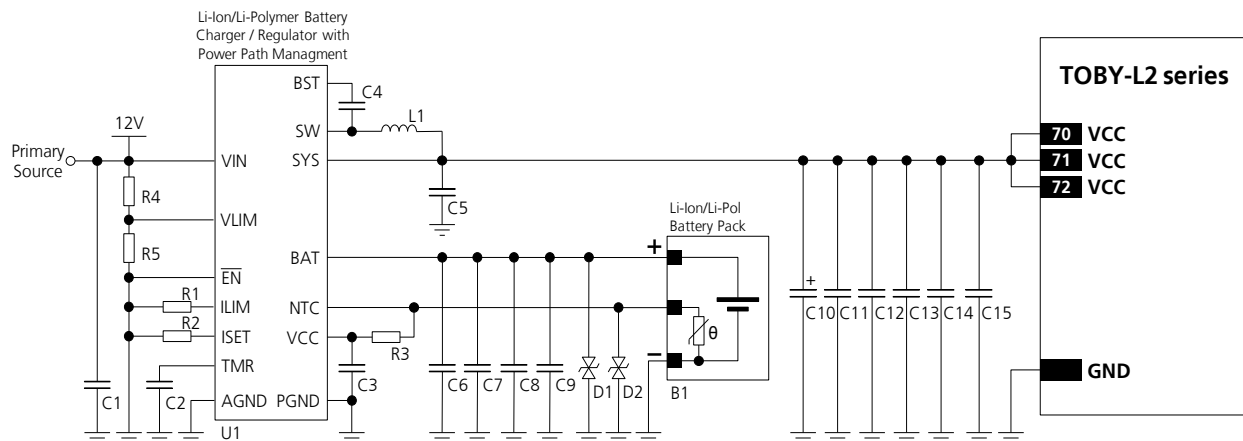 Li-Ion/Li-Polymer Battery
Charger / Regulator with
Power Path Managment
TOBY-L2 series
12V
Primary
Source
BST
C4
SW
L1
VIN
SYS
70 VCC
71 VCC
72 VCC
R4
VLIM
C5
R5
Li-Ion/Li-Pol
Battery Pack
BAT
+
EN
R1
ILIM
NTC
+
C10
C11
C12
C13
C14
C15
R2
ISET
VCC
R3
θ
TMR
–
C1
C2
C3
C6
C7
C8
C9
D1
D2
B1
GND
AGND
PGND
U1